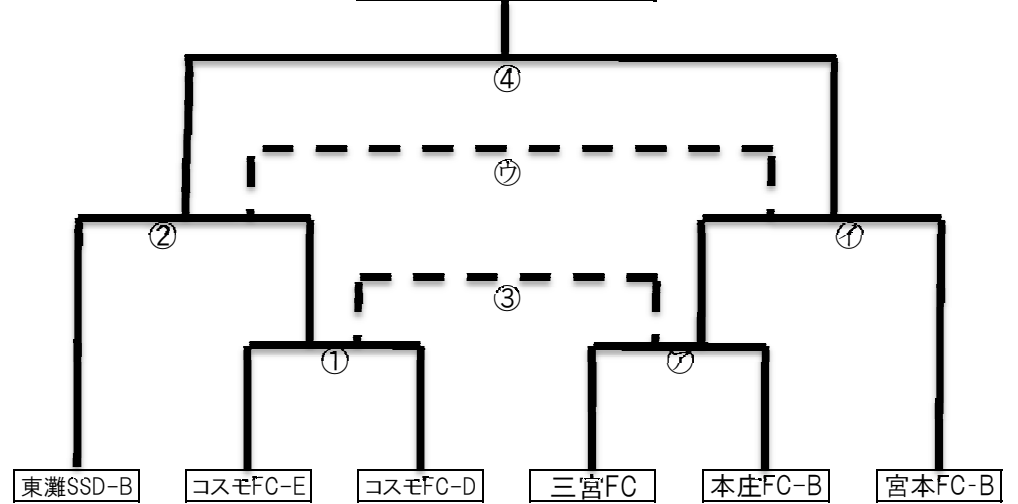 ④
㋒
②
㋑
③
①
㋐
東灘SSD-B
コスモFC-E
コスモFC-D
三宮FC
本庄FC-B
宮本FC-B